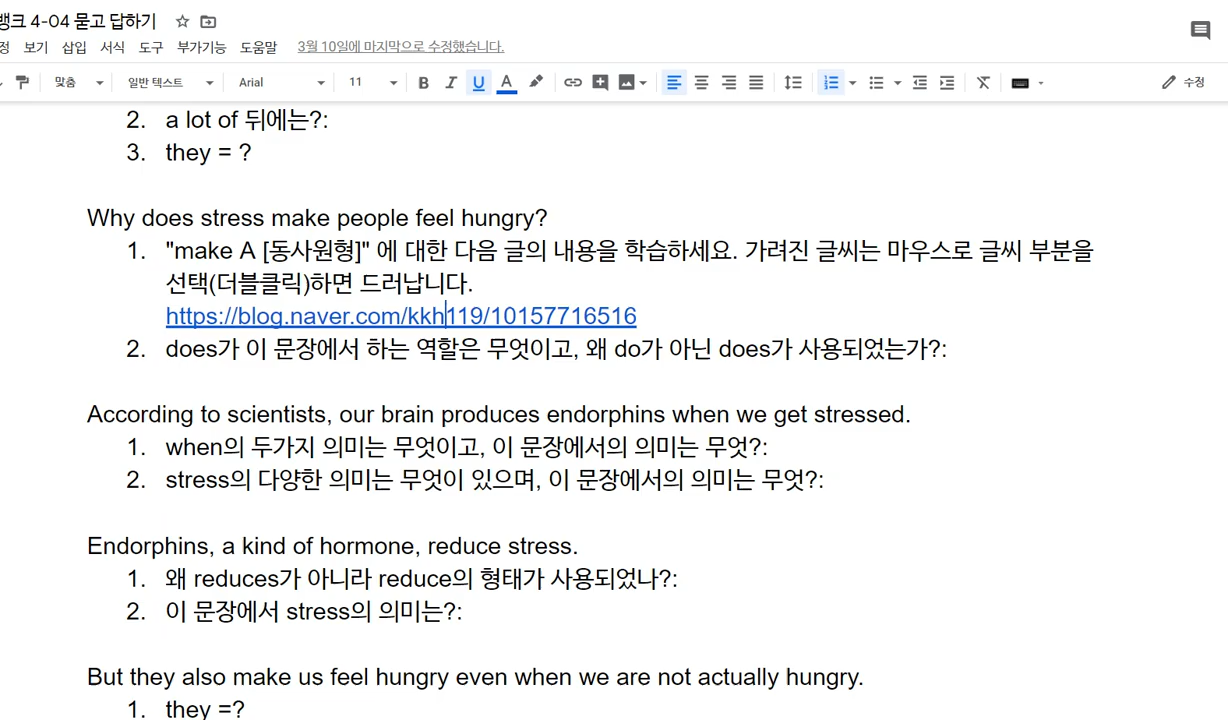 뱅크 4-04 묻고 답하기
정 보기 삽입 서식 도구 부가기능 도움말 3월 10일에 마지막으로 수정했습니다.
맞춤 일반 텍스트 Arial 11 B I U A 수정
2. a lot of 뒤에는?:
3. they = ?
Why does stress make people feel hungry?
1. "make A [동사원형]" 에 대한 다음 글의 내용을 학습하세요. 가려진 글씨는 마우스로 글씨 부분을
선택(더블클릭)하면 드러납니다.
https://blog.naver.com/kkh119/10157716516
2. does가 이 문장에서 하는 역할은 무엇이고, 왜 do가 아닌 does가 사용되었는가?:
According to scientists, our brain produces endorphins when we get stressed.
1. when의 두가지 의미는 무엇이고, 이 문장에서의 의미는 무엇?:
2. stress의 다양한 의미는 무엇이 있으며, 이 문장에서의 의미는 무엇?:
Endorphins, a kind of hormone, reduce stress.
1. 왜 reduces가 아니라 reduce의 형태가 사용되었나?:
2. 이 문장에서 stress의 의미는?:
But they also make us feel hungry even when we are not actually hungry.
1. they =?